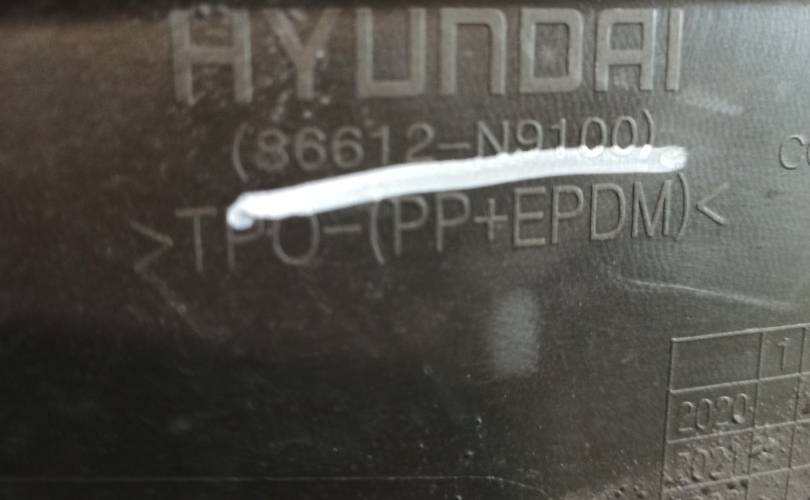 HYUNDAI
(86612-N9100)
>TPO-(PP+EPDM)<
1
2020
2021